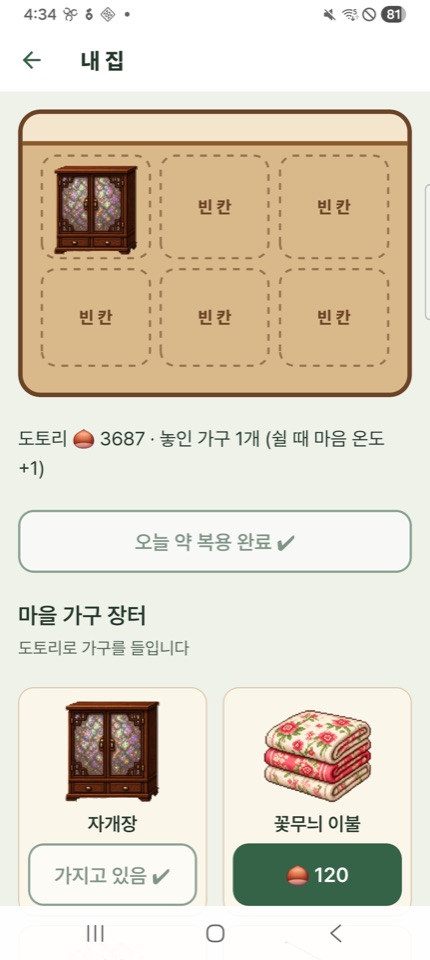 4:34
81
내 집
빈 칸
빈 칸
빈 칸
빈 칸
빈 칸
도토리 🌰 3687 · 놓인 가구 1개 (쉴 때 마음 온도
+1)
오늘 약 복용 완료 ✔
마을 가구 장터
도토리로 가구를 들입니다
자개장
꽃무늬 이불
가지고 있음 ✔
🌰 120